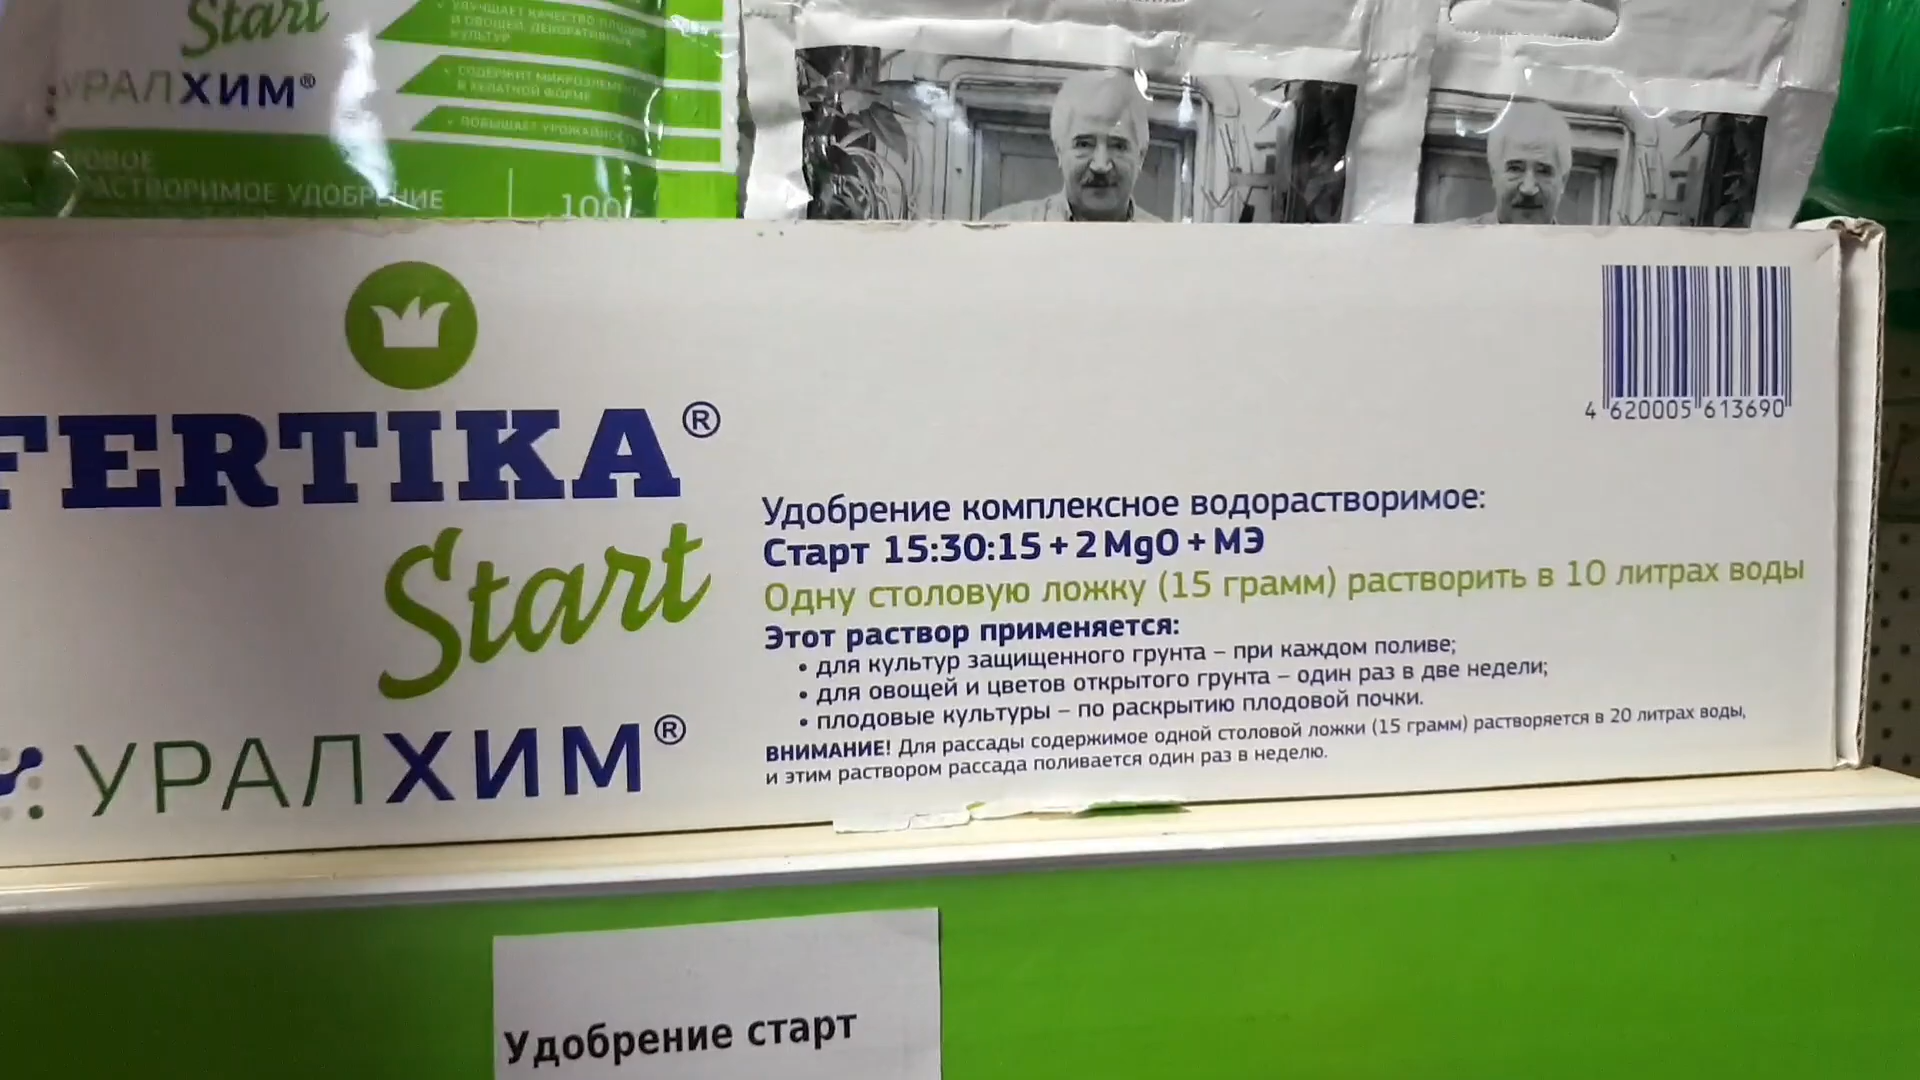 Start
УРАЛХИМ®
УЛУЧШАЕТ КАЧЕСТВО ПЛОДОВ
И ОВОЩЕЙ, ДЕКОРАТИВНЫХ
КУЛЬТУР
СОДЕРЖИТ МИКРОЭЛЕМЕНТЫ
В ХЕЛАТНОЙ ФОРМЕ
ПОВЫШАЕТ УРОЖАЙНОСТЬ
УДОБРЕНИЕ
100
FERTIKA®
Start
УРАЛХИМ®
4 620005 613690
Удобрение комплексное водорастворимое:
Старт 15:30:15 + 2 MgO + МЭ
Одну столовую ложку (15 грамм) растворить в 10 литрах воды
Этот раствор применяется:
• для культур защищенного грунта – при каждом поливе;
• для овощей и цветов открытого грунта – один раз в две недели;
• плодовые культуры – по раскрытию плодовой почки.
ВНИМАНИЕ! Для рассады содержимое одной столовой ложки (15 грамм) растворяется в 20 литрах воды,
и этим раствором рассада поливается один раз в неделю.
Удобрение старт